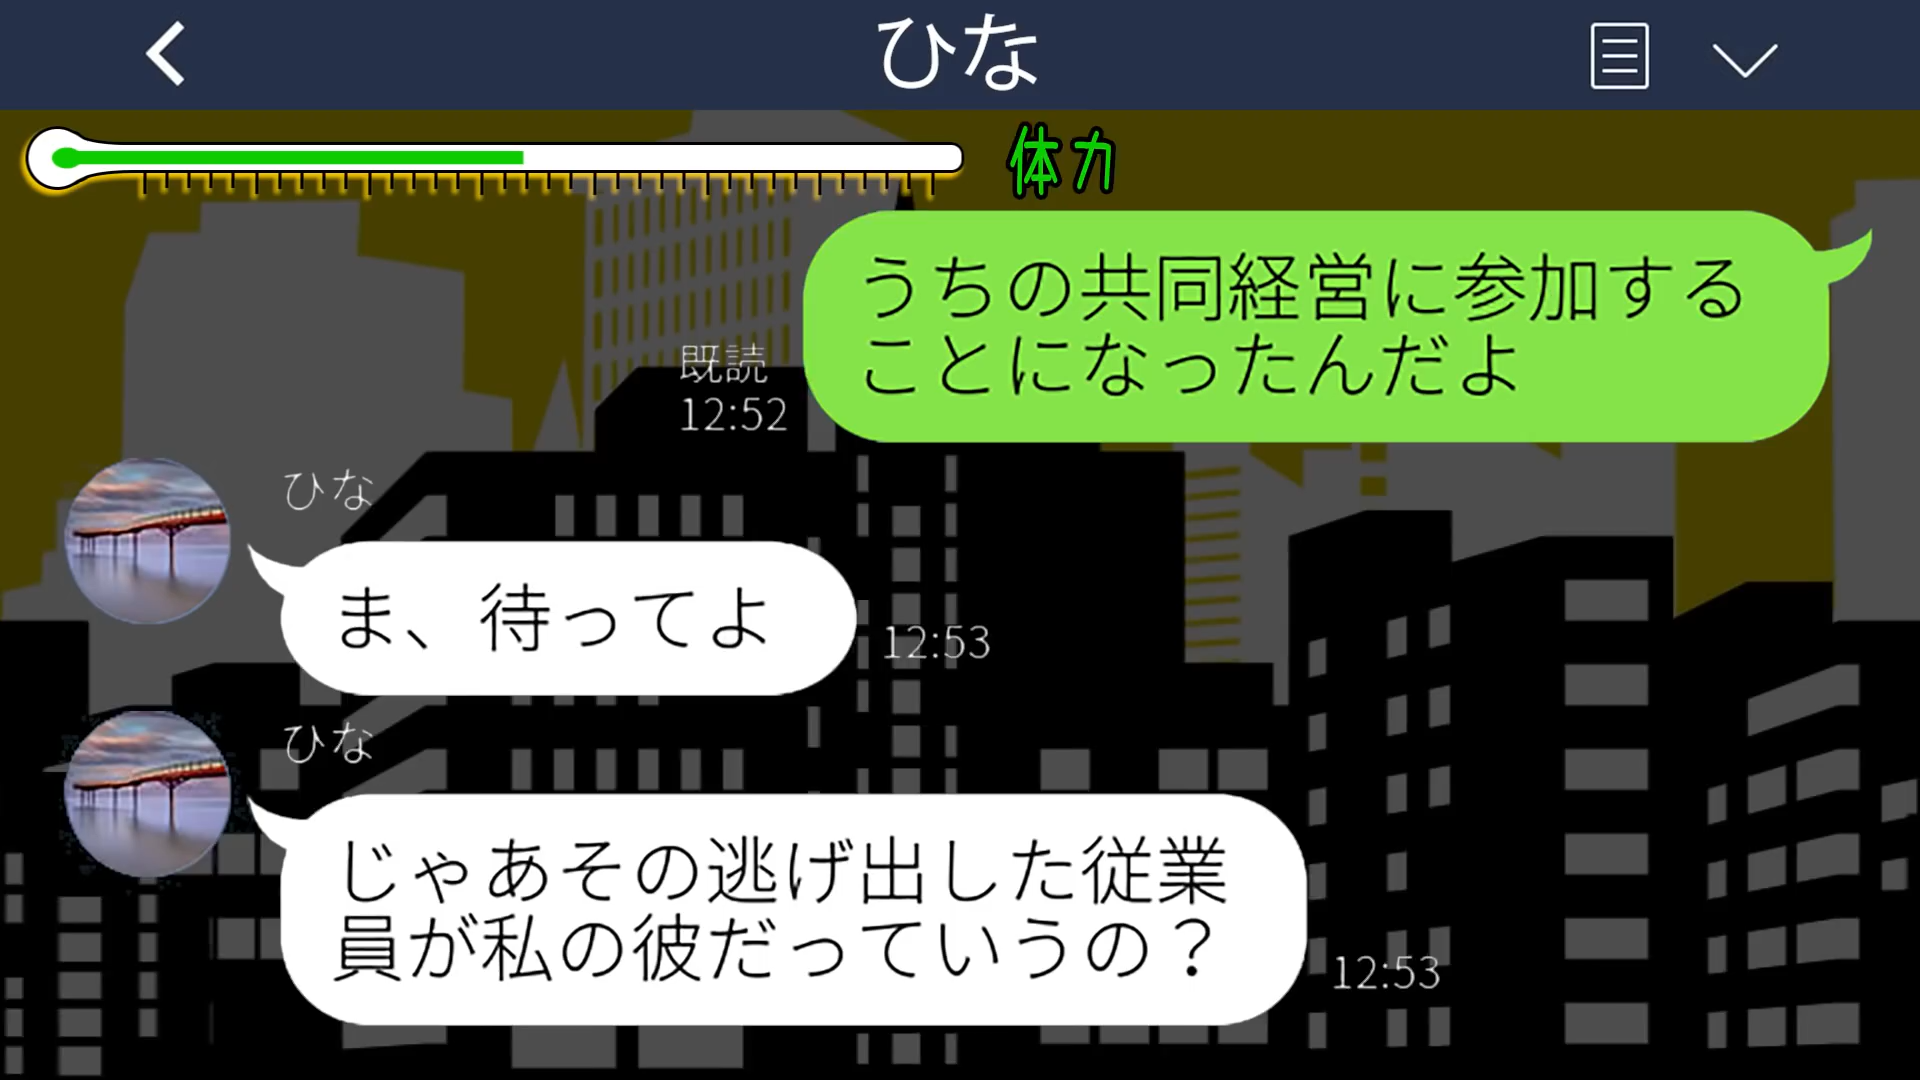 ひな
体力
うちの共同経営に参加する
ことになったんだよ
既読
12:52
ひな
ま、待ってよ
12:53
ひな
じゃあその逃げ出した従業
員が私の彼だっていうの？
12:53